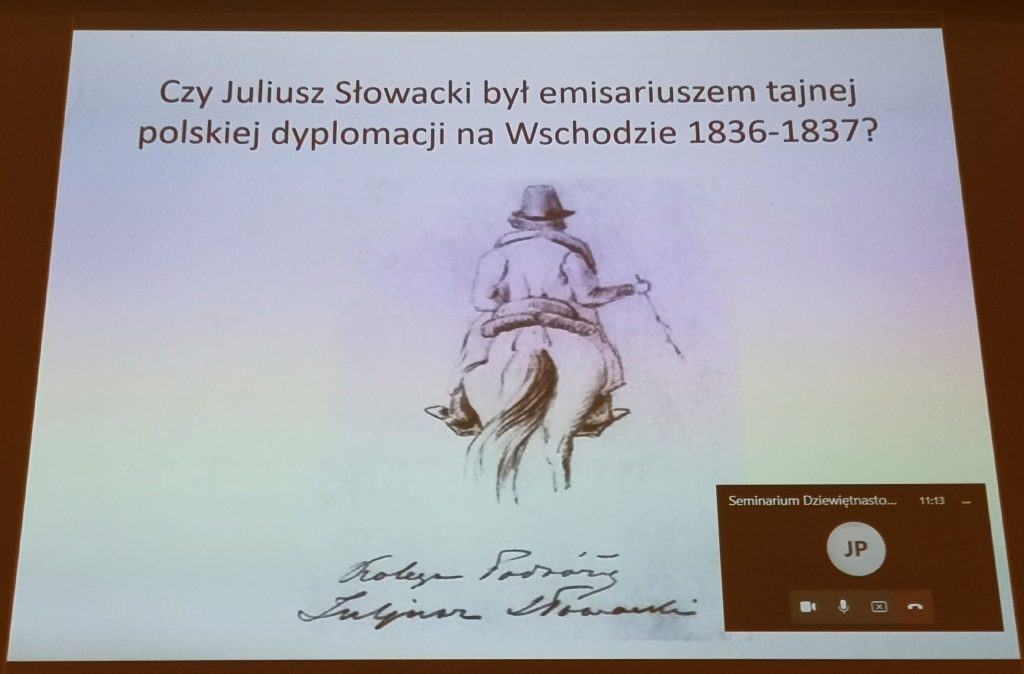 Czy Juliusz Słowacki był emisariuszem tajnej
polskiej dyplomacji na Wschodzie 1836-1837?
Kolega Podróży
Juljusz Słowacki
Seminarium Dziewiętnasto... 11:13
JP